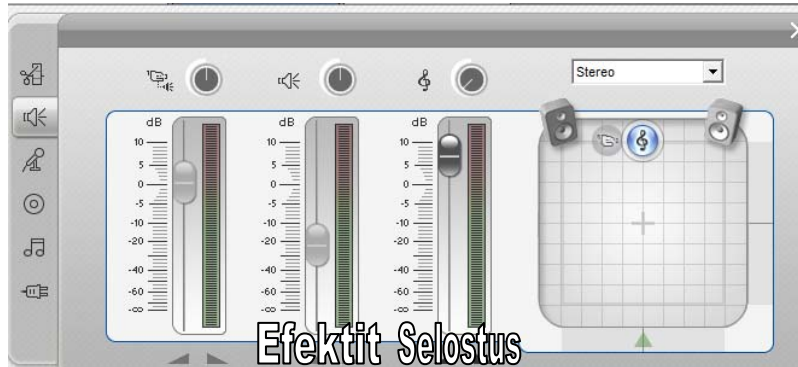 Stereo
dB dB dB
10 10 10
5 5 5
0 0 0
-5 -5 -5
-10 -10 -10
-20 -20 -20
-40 -40 -40
-60 -60 -60
-∞ -∞ -∞
Efektit Selostus